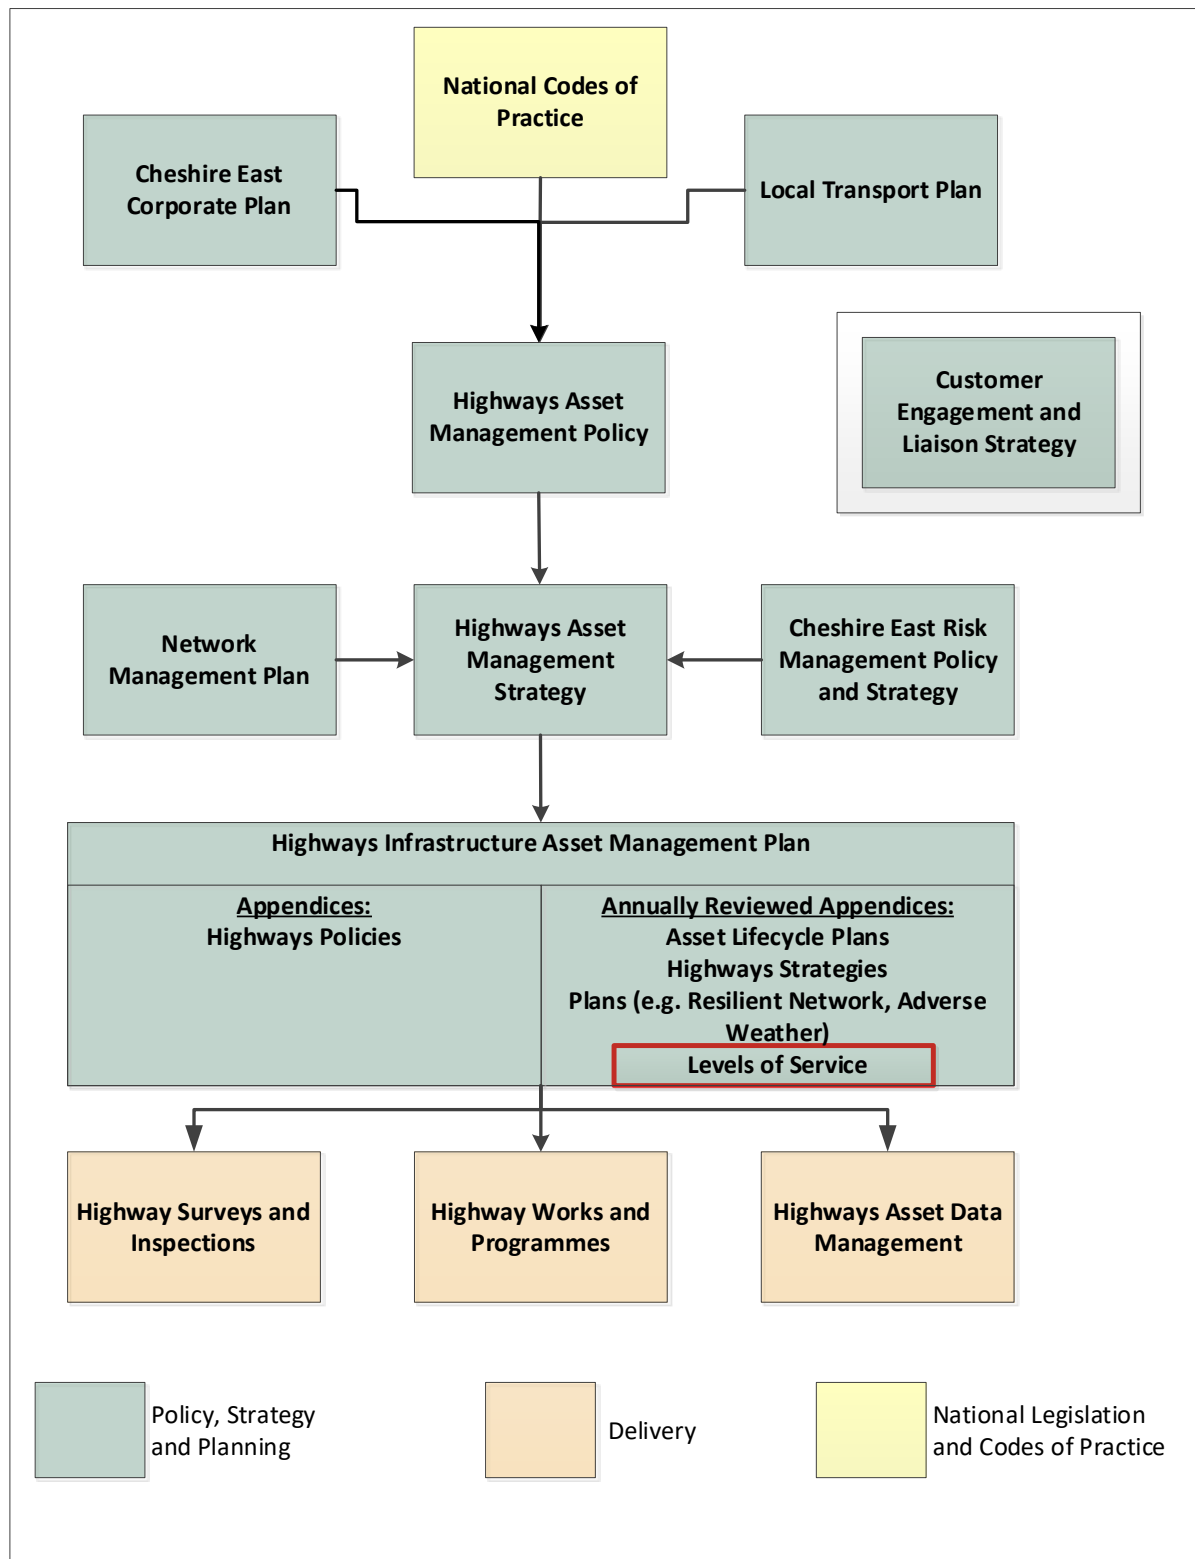 National Codes of
Practice
Cheshire East
Corporate Plan
Local Transport Plan
Highways Asset
Management Policy
Customer
Engagement and
Liaison Strategy
Network
Management Plan
Highways Asset
Management
Strategy
Cheshire East Risk
Management Policy
and Strategy
Highways Infrastructure Asset Management Plan
Appendices:
Highways Policies
Annually Reviewed Appendices:
Asset Lifecycle Plans
Highways Strategies
Plans (e.g. Resilient Network, Adverse
Weather)
Levels of Service
Highway Surveys and
Inspections
Highway Works and
Programmes
Highways Asset Data
Management
Policy, Strategy
and Planning
Delivery
National Legislation
and Codes of Practice